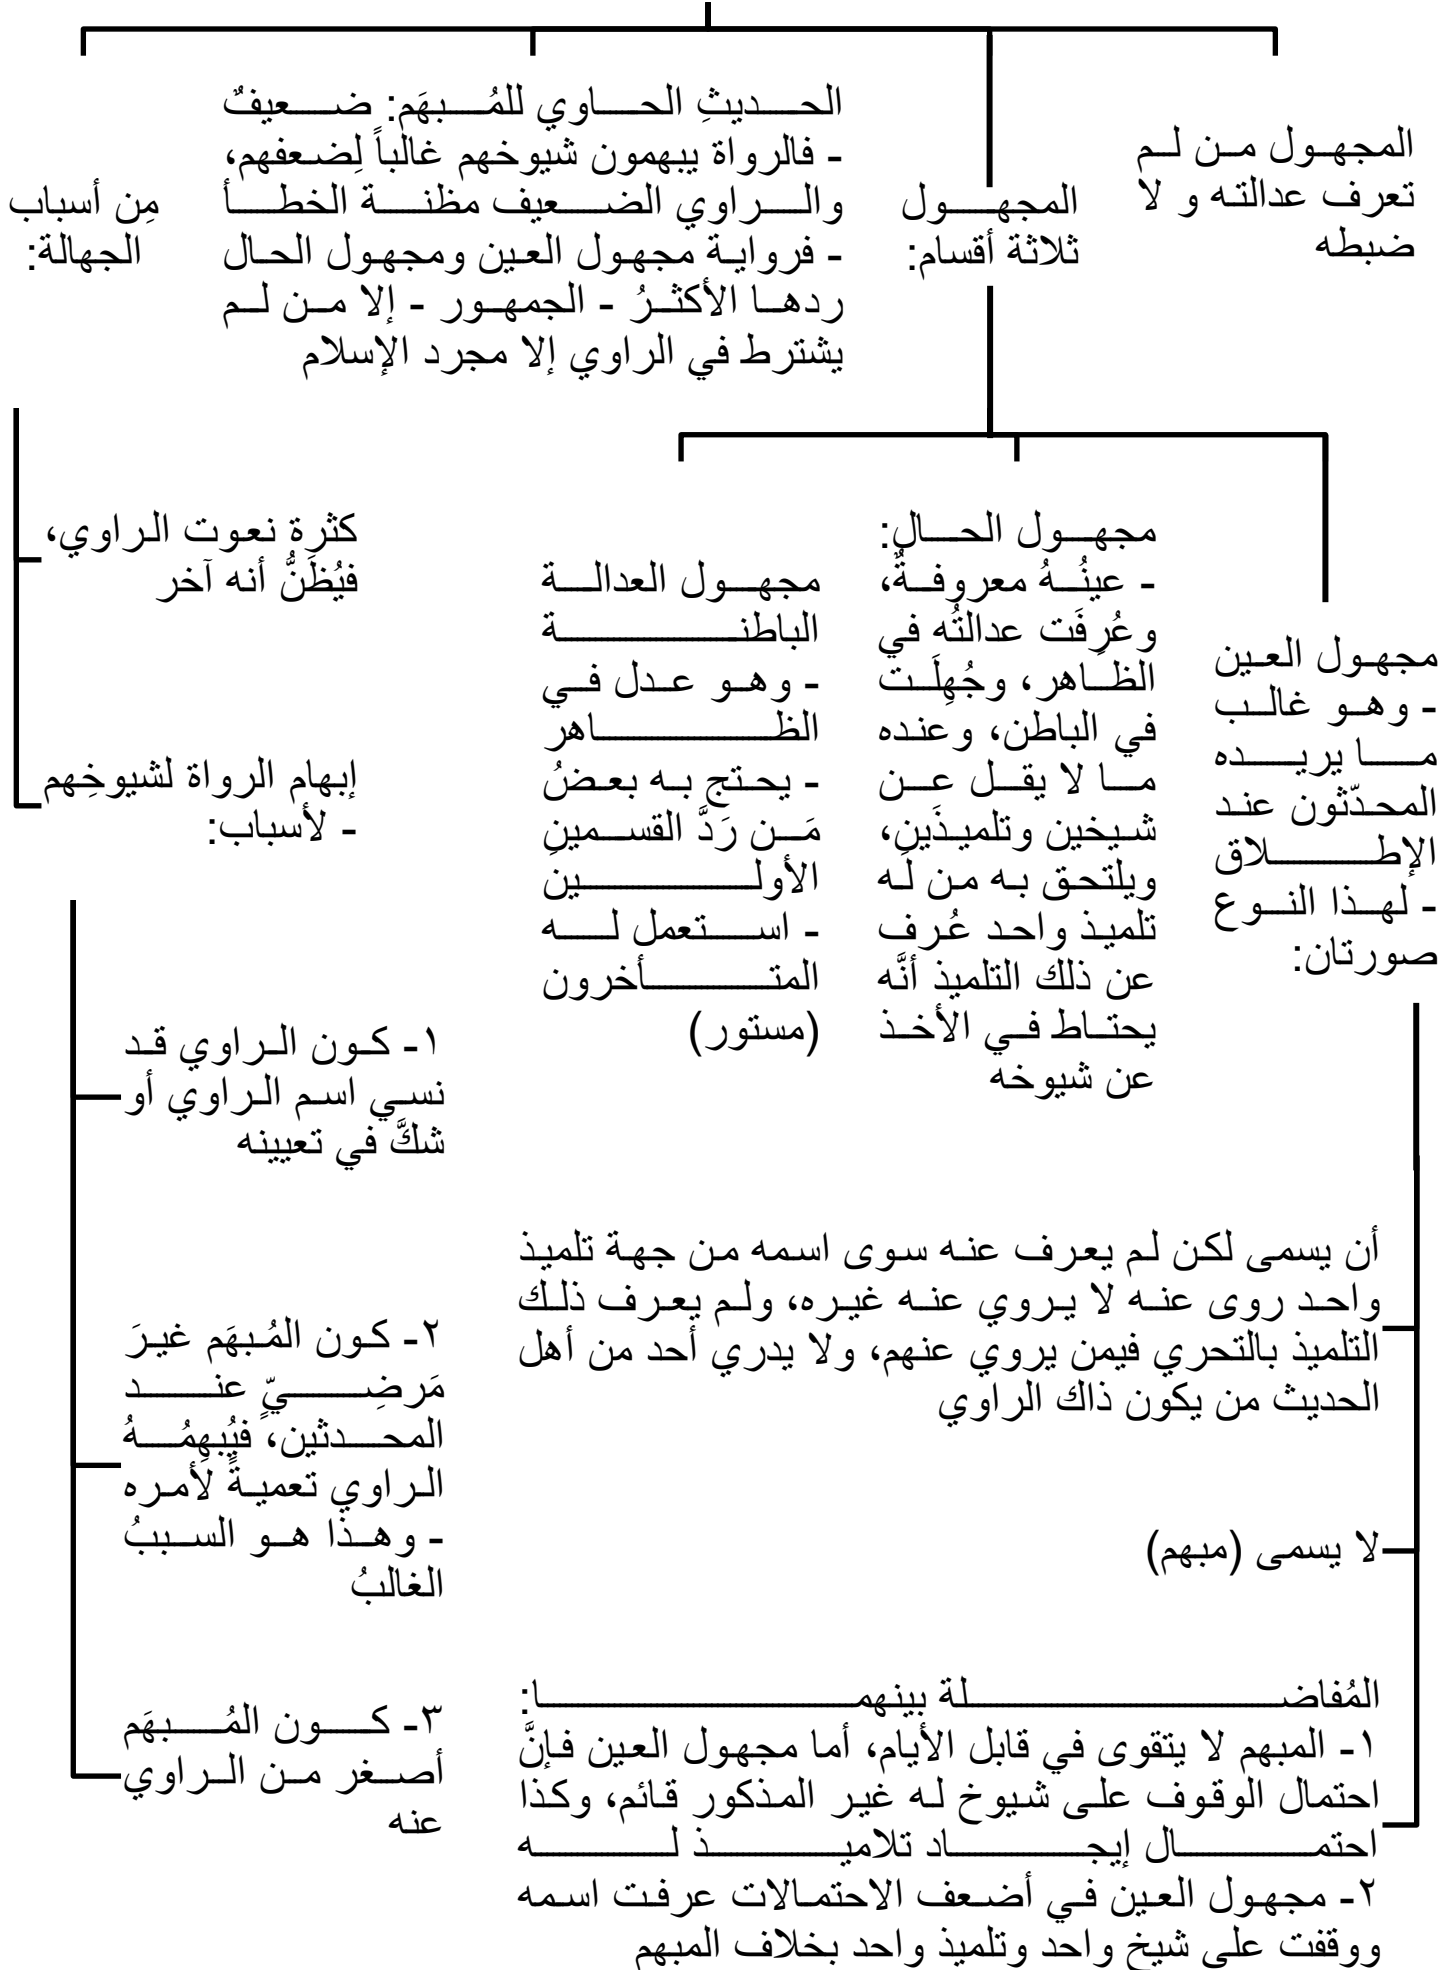 المجهول من لم
تعرف عدالته و لا
ضبطه
المجهول
ثلاثة أقسام:
الحديثِ الحاوي للمُبهَم: ضعيفٌ
- فالرواة يبهمون شيوخهم غالباً لِضعفهم،
والراوي الضعيف مظنة الخطأ
- فرواية مجهول العين ومجهول الحال
ردها الأكثرُ - الجمهور - إلا من لم
يشترط في الراوي إلا مجرد الإسلام
مِن أسباب
الجهالة:
مجهول العين
- وهو غالب
ما يريده
المحدّثون عند
الإطلاق
- لهذا النوع
صورتان:
مجهول الحال:
- عينُهُ معروفةٌ،
وعُرِفَت عدالتُه في
الظاهر، وجُهِلَت
في الباطن، وعنده
ما لا يقل عن
شيخين وتلميذَينِ،
ويلتحق به من لَه
تلميذ واحد عُرف
عن ذلك التلميذ أنَّه
يحتاط في الأخذ
عن شيوخه
مجهول العدالة
الباطنة
- وهو عدل في
الظاهر
- يحتج به بعضُ
مَن رَدَّ القسمينِ
الأولين
- استعمل له
المتأخرون
(مستور)
كثرة نعوت الراوي،
فيُظَنُّ أنه آخر
إبهام الرواة لشيوخِهم
- لأسباب:
١- كون الراوي قد
نسي اسم الراوي أو
شكَّ في تعيينه
٢- كون المُبهَم غيرَ
مَرضِيّ عند
المحدثين، فيُبهِمُهُ
الراوي تعميةً لأمره
- وهذا هو السببُ
الغالبُ
٣- كون المُبهَم
أصغر من الراوي
عنه
أن يسمى لكن لم يعرف عنه سوى اسمه من جهة تلميذ
واحد روى عنه لا يروي عنه غيره، ولم يعرف ذلك
التلميذ بالتحري فيمن يروي عنهم، ولا يدري أحد من أهل
الحديث من يكون ذاك الراوي
لا يسمى (مبهم)
المُفاضلة بينهما:
١- المبهم لا يتقوى في قابل الأيام، أما مجهول العين فإنَّ
احتمال الوقوف على شيوخ له غير المذكور قائم، وكذا
احتمال إيجاد تلاميذ له
٢- مجهول العين في أضعف الاحتمالات عرفت اسمه
ووقفت على شيخ واحد وتلميذ واحد بخلاف المبهم